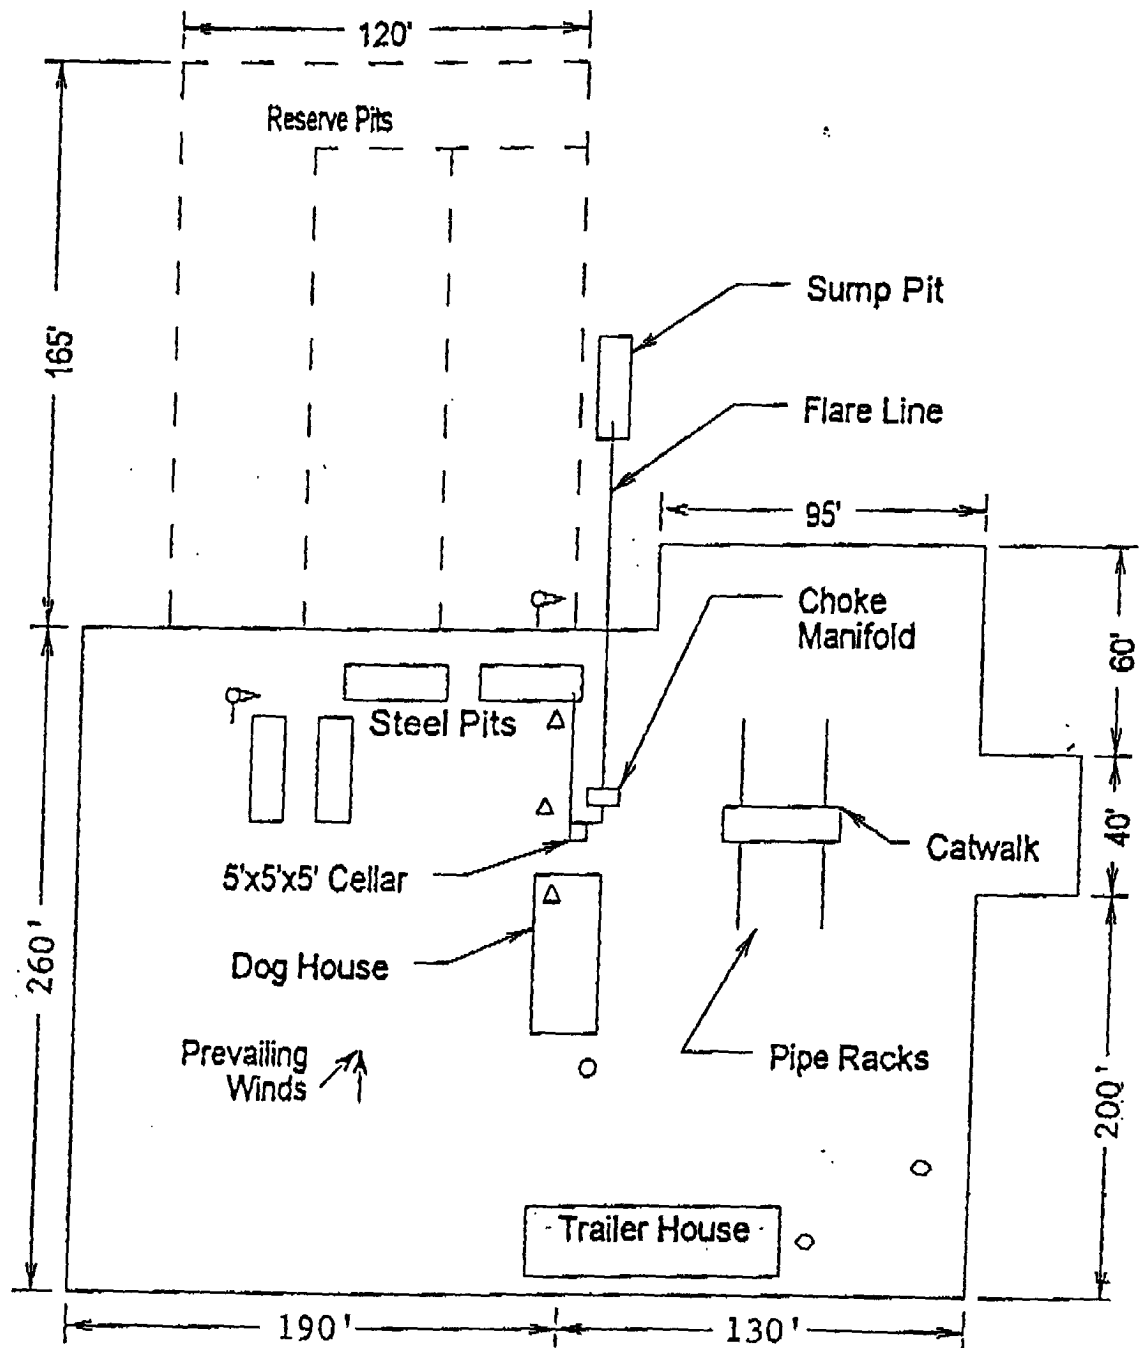 120'
Reserve Pits
Sump Pit
165'
Flare Line
95'
Choke
Manifold
60'
Steel Pits
40'
Catwalk
5'x5'x5' Cellar
260'
Dog House
Prevailing
Winds
Pipe Racks
200'
Trailer House
190'
130'